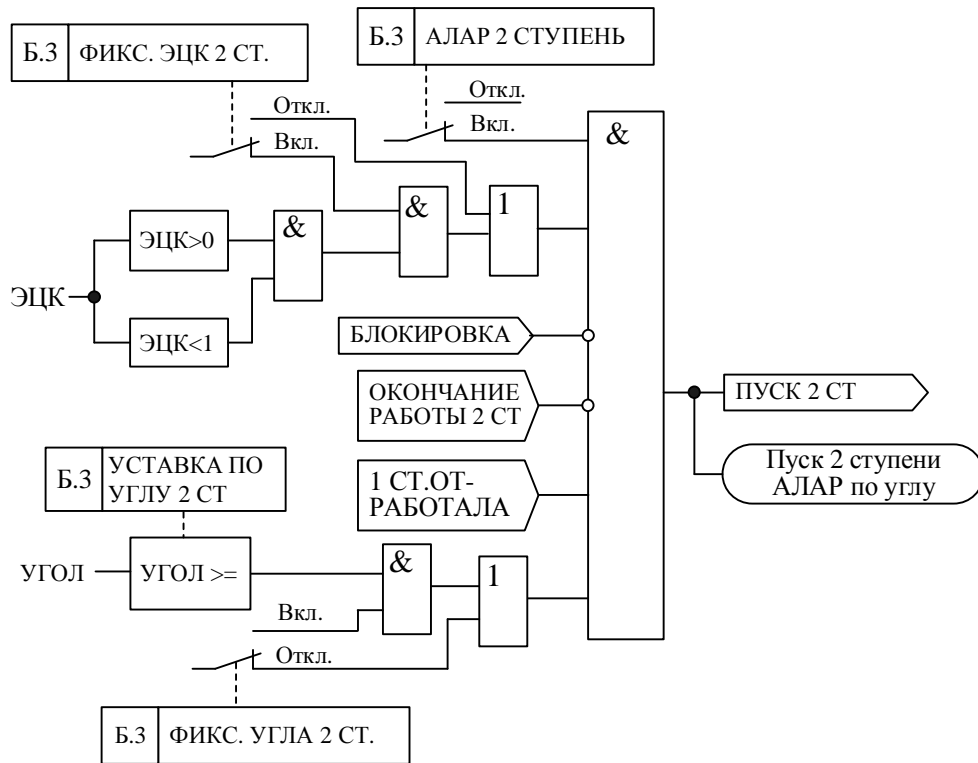 Б.3 ФИКС. ЭЦК 2 СТ.
Б.3 АЛАР 2 СТУПЕНЬ
Откл.
Вкл.
Откл.
Вкл.
&
&
1
&
ЭЦК>0
ЭЦК
ЭЦК<1
БЛОКИРОВКА
ОКОНЧАНИЕ
РАБОТЫ 2 СТ
ПУСК 2 СТ
Пуск 2 ступени
АЛАР по углу
1 СТ.ОТ-
РАБОТАЛА
Б.3 УСТАВКА ПО
УГЛУ 2 СТ
УГОЛ
УГОЛ >=
&
1
Вкл.
Откл.
Б.3 ФИКС. УГЛА 2 СТ.